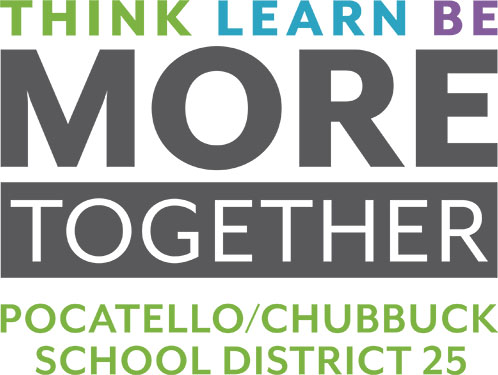 THINK LEARN BE
MORE
TOGETHER
POCATELLO/CHUBBUCK
SCHOOL DISTRICT 25